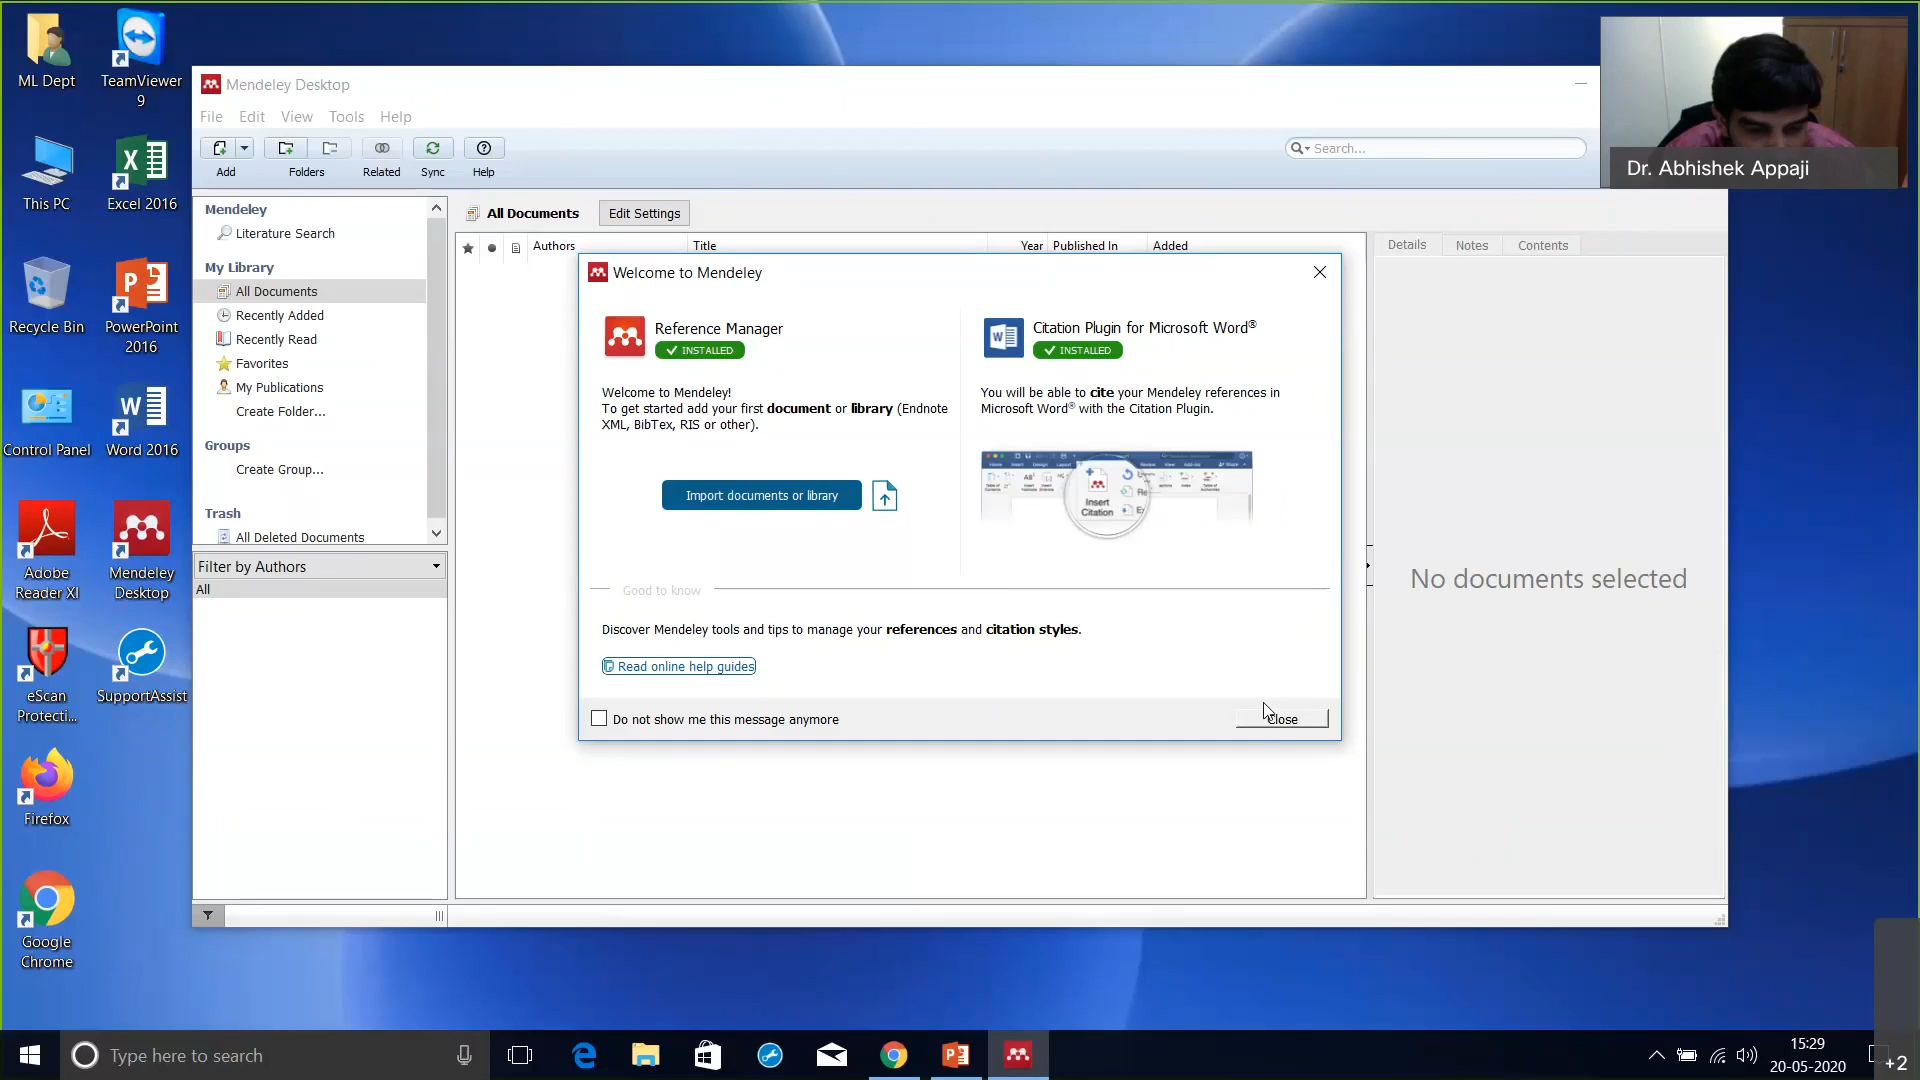 ML Dept
TeamViewer
9
This PC
Excel 2016
Recycle Bin
PowerPoint
2016
Control Panel
Word 2016
Adobe
Reader XI
Mendeley
Desktop
eScan
Protecti...
SupportAssist
Firefox
Google
Chrome
Mendeley Desktop
File Edit View Tools Help
Add Folders Related Sync Help
Search...
Dr. Abhishek Appaji
Mendeley
Literature Search
My Library
All Documents
Recently Added
Recently Read
Favorites
My Publications
Create Folder...
Groups
Create Group...
Trash
All Deleted Documents
Filter by Authors
All
All Documents Edit Settings
Authors Title Year Published In Added
Details Notes Contents
No documents selected
Welcome to Mendeley
Reference Manager
INSTALLED
Welcome to Mendeley!
To get started add your first document or library (Endnote
XML, BibTex, RIS or other).
Import documents or library
Citation Plugin for Microsoft Word®
INSTALLED
You will be able to cite your Mendeley references in
Microsoft Word® with the Citation Plugin.
Insert
Citation
Good to know
Discover Mendeley tools and tips to manage your references and citation styles.
Read online help guides
Do not show me this message anymore
Close
Type here to search
15:29
20-05-2020
+2